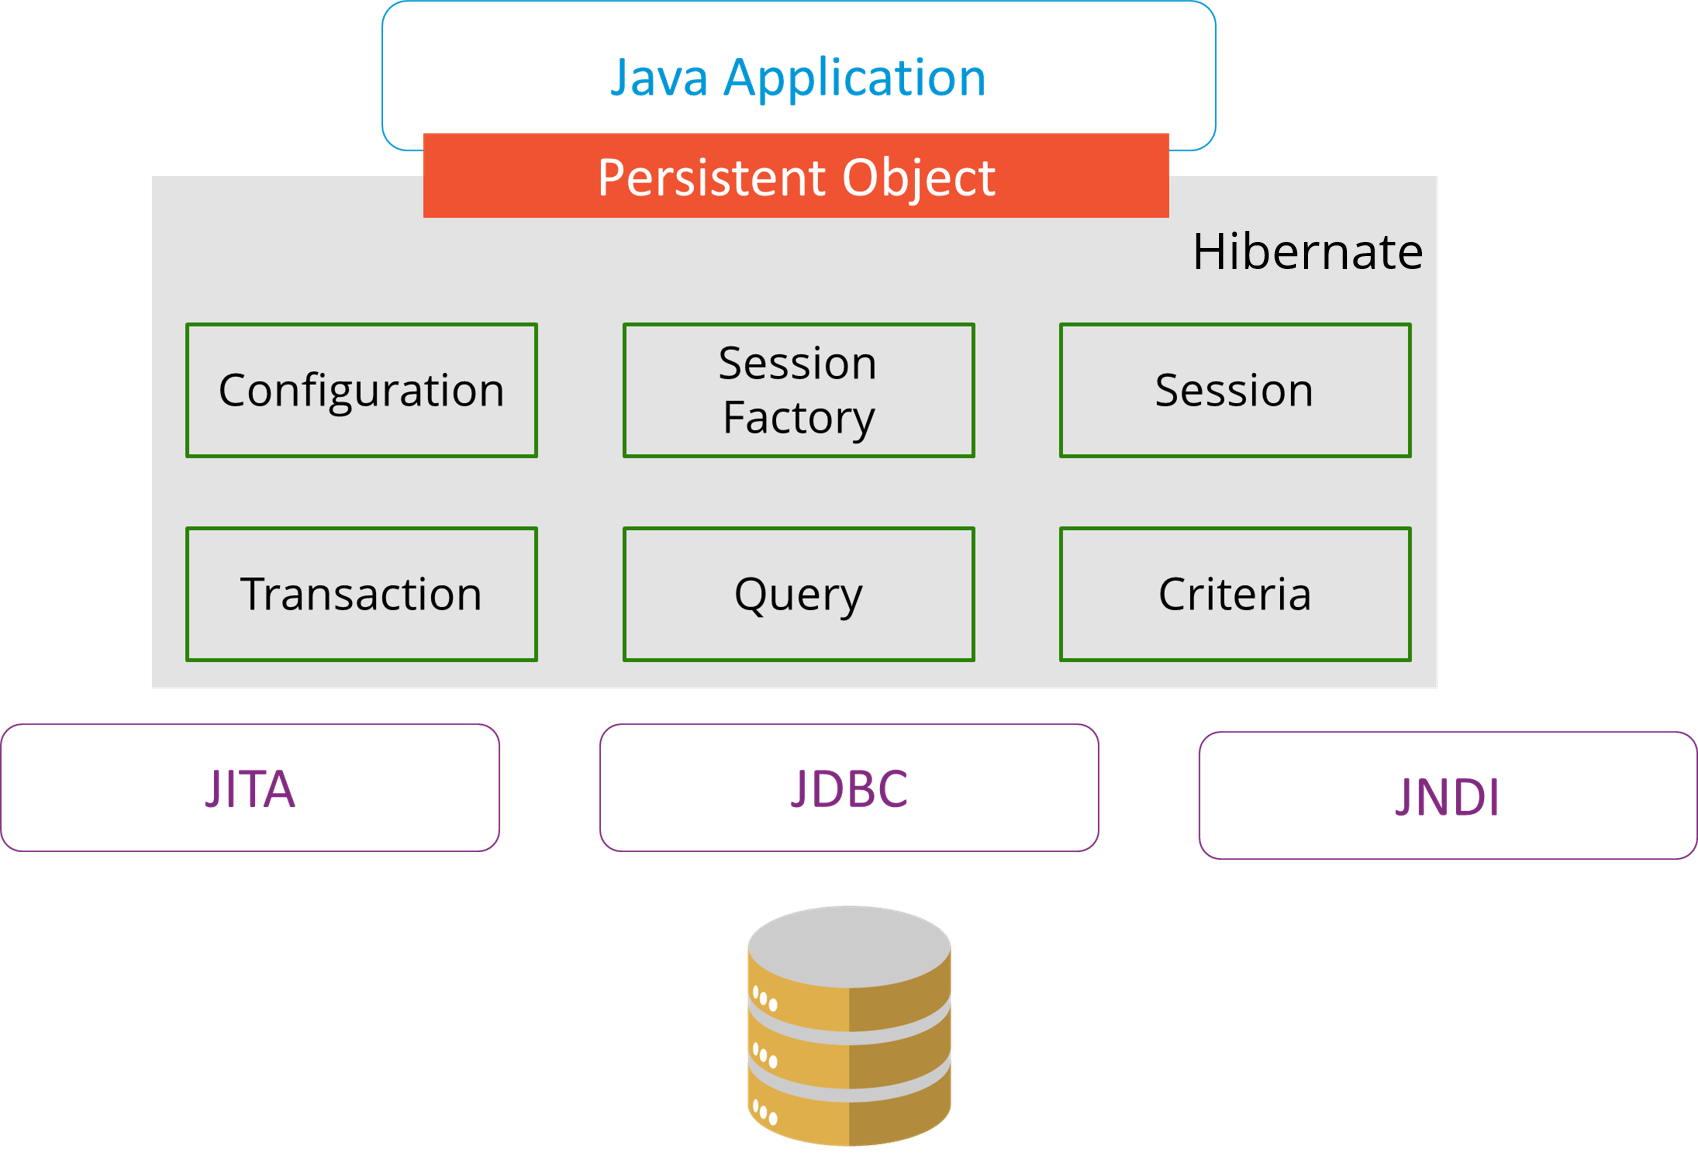 Java Application
Persistent Object
Hibernate
Configuration
Session
Factory
Session
Transaction
Query
Criteria
JITA
JDBC
JNDI